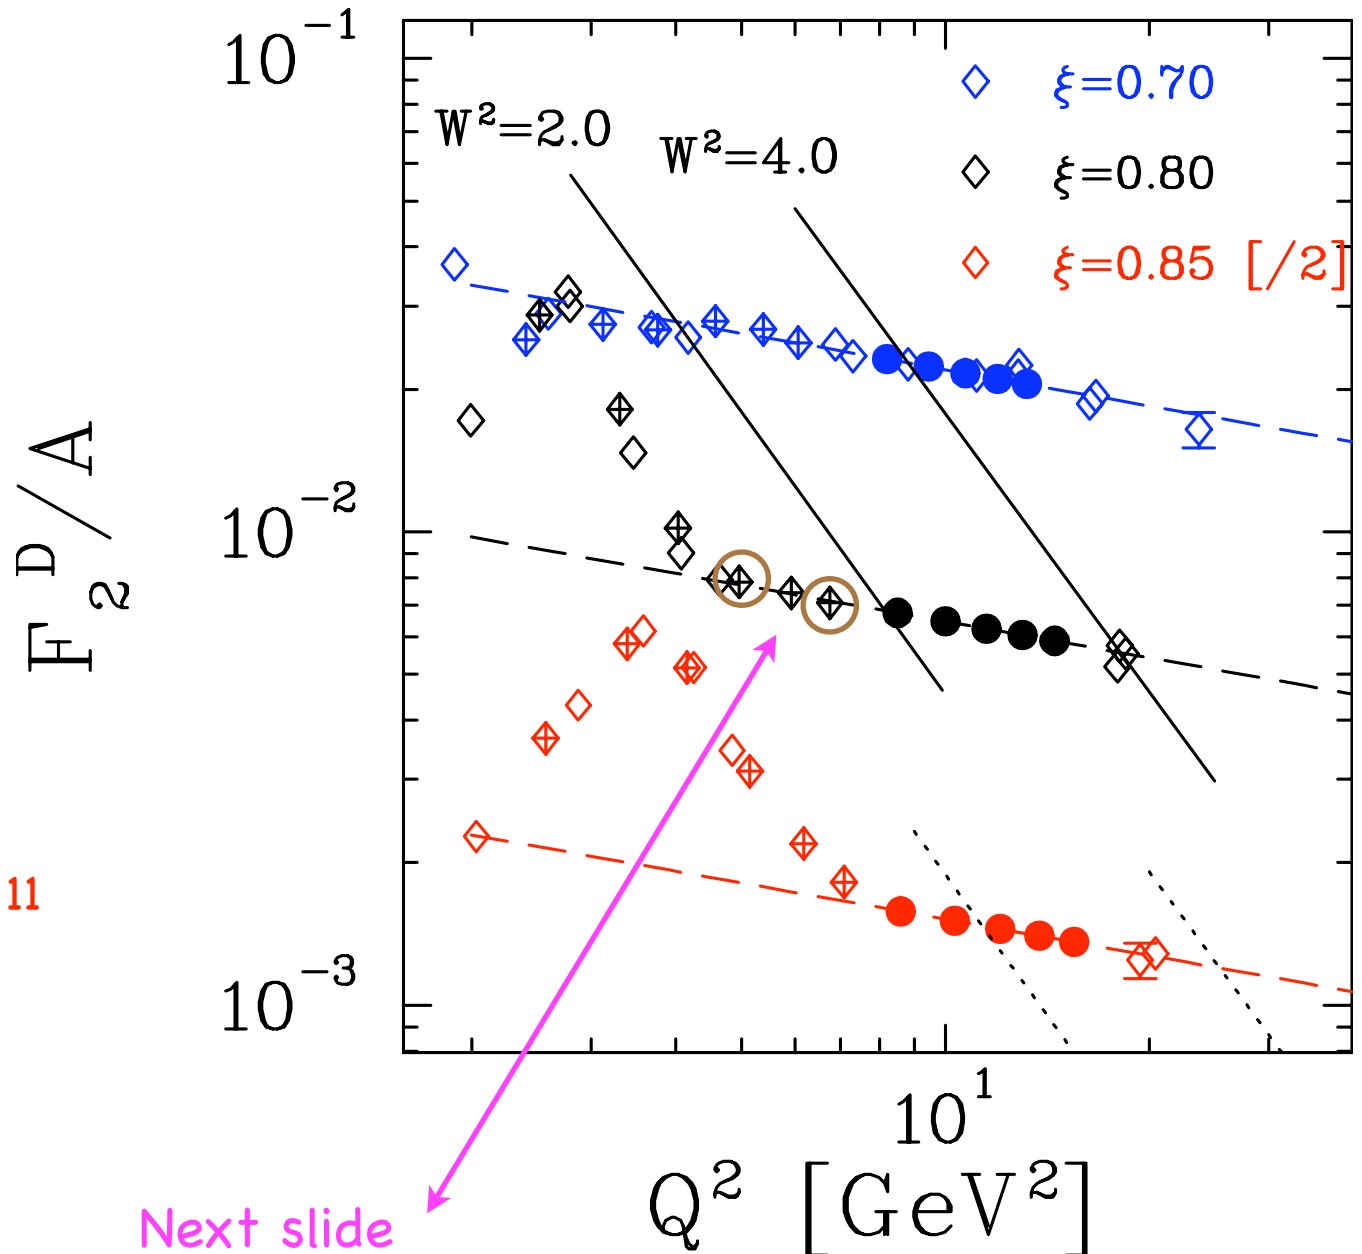 10⁻¹
ξ=0.70
W²=2.0
W²=4.0
ξ=0.80
ξ=0.85 [/2]
F₂ᴰ/A
10⁻²
11
10⁻³
10¹
Q² [GeV²]
Next slide